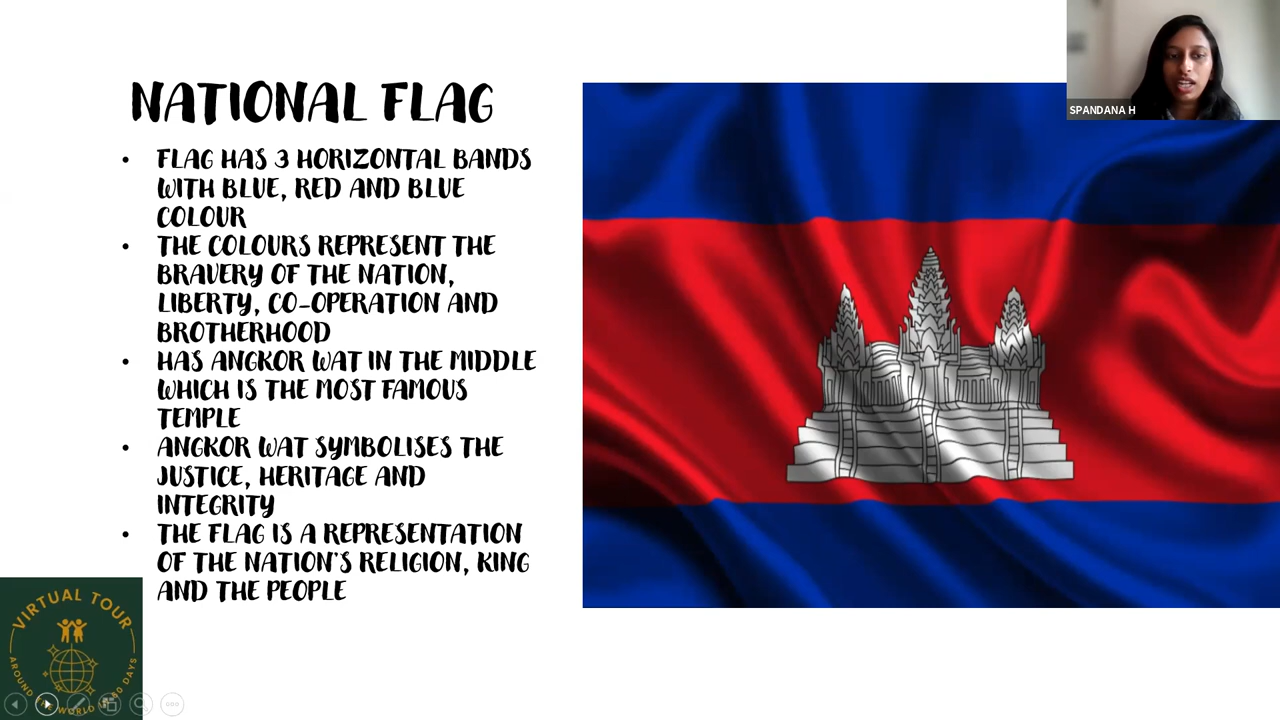 NATIONAL FLAG
• FLAG HAS 3 HORIZONTAL BANDS
WITH BLUE, RED AND BLUE
COLOUR
• THE COLOURS REPRESENT THE
BRAVERY OF THE NATION,
LIBERTY, CO-OPERATION AND
BROTHERHOOD
• HAS ANGKOR WAT IN THE MIDDLE
WHICH IS THE MOST FAMOUS
TEMPLE
• ANGKOR WAT SYMBOLISES THE
JUSTICE, HERITAGE AND
INTEGRITY
• THE FLAG IS A REPRESENTATION
OF THE NATION'S RELIGION, KING
AND THE PEOPLE
SPANDANA H
VIRTUAL TOUR
AROUND THE WORLD DAYS